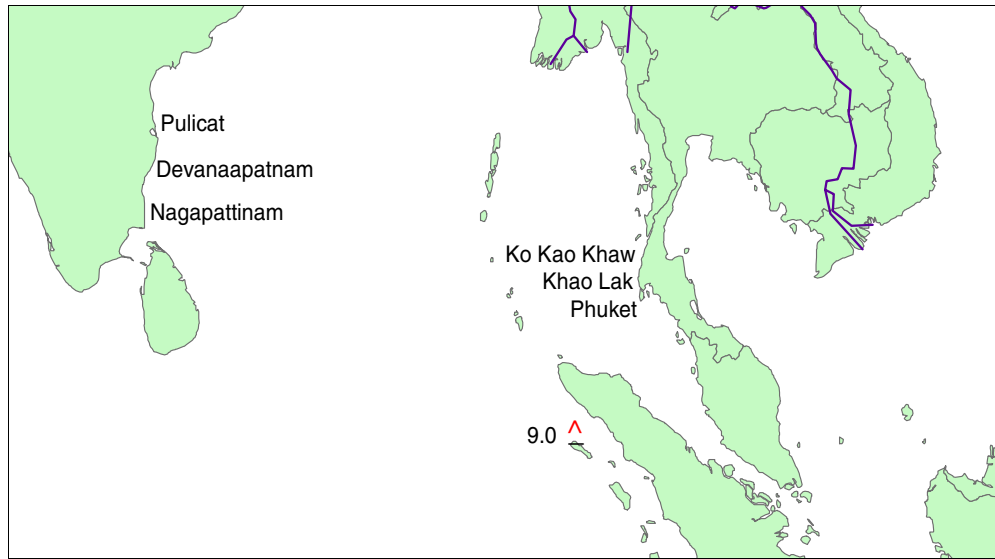 Pulicat
Devanaapatnam
Nagapattinam
Ko Kao Khaw
Khao Lak
Phuket
9.0